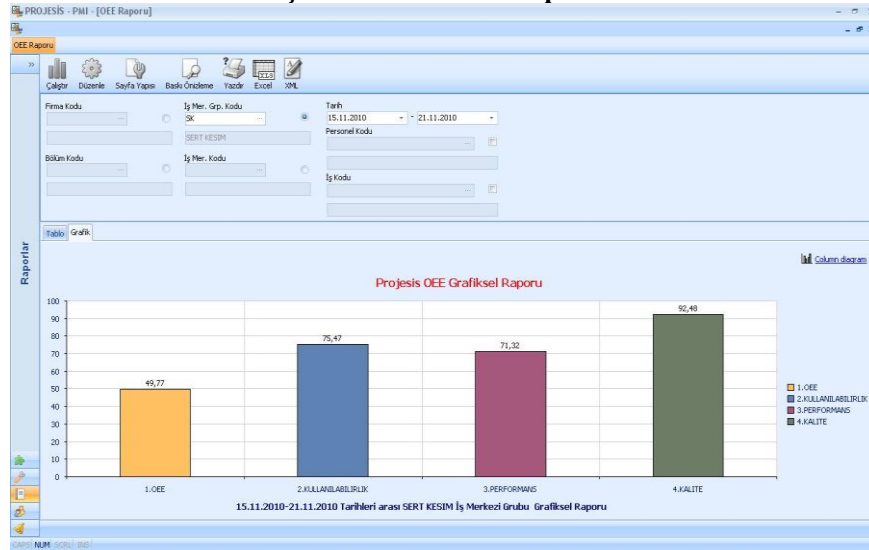 PROJESİS - PMI - [OEE Raporu]
OEE Raporu
Çalıştır Düzenle Sayfa Yapısı Baskı Önizleme Yazdır Excel XML
Firma Kodu İş Mer. Grp. Kodu Tarih
SK 15.11.2010 - 21.11.2010
Personel Kodu
SERT KESIM
Bölüm Kodu İş Mer. Kodu
İş Kodu
Raporlar
Tablo Grafik
Column diagram
Projesis OEE Grafiksel Raporu
100
90
80
70
60
50
40
30
20
10
0
49,77
75,47
71,32
92,48
1.OEE
2.KULLANILABILIRLIK
3.PERFORMANS
4.KALITE
1.OEE 2.KULLANILABILIRLIK 3.PERFORMANS 4.KALITE
15.11.2010-21.11.2010 Tarihleri arası SERT KESIM İş Merkezi Grubu Grafiksel Raporu
CAPS NUM SCRL INS